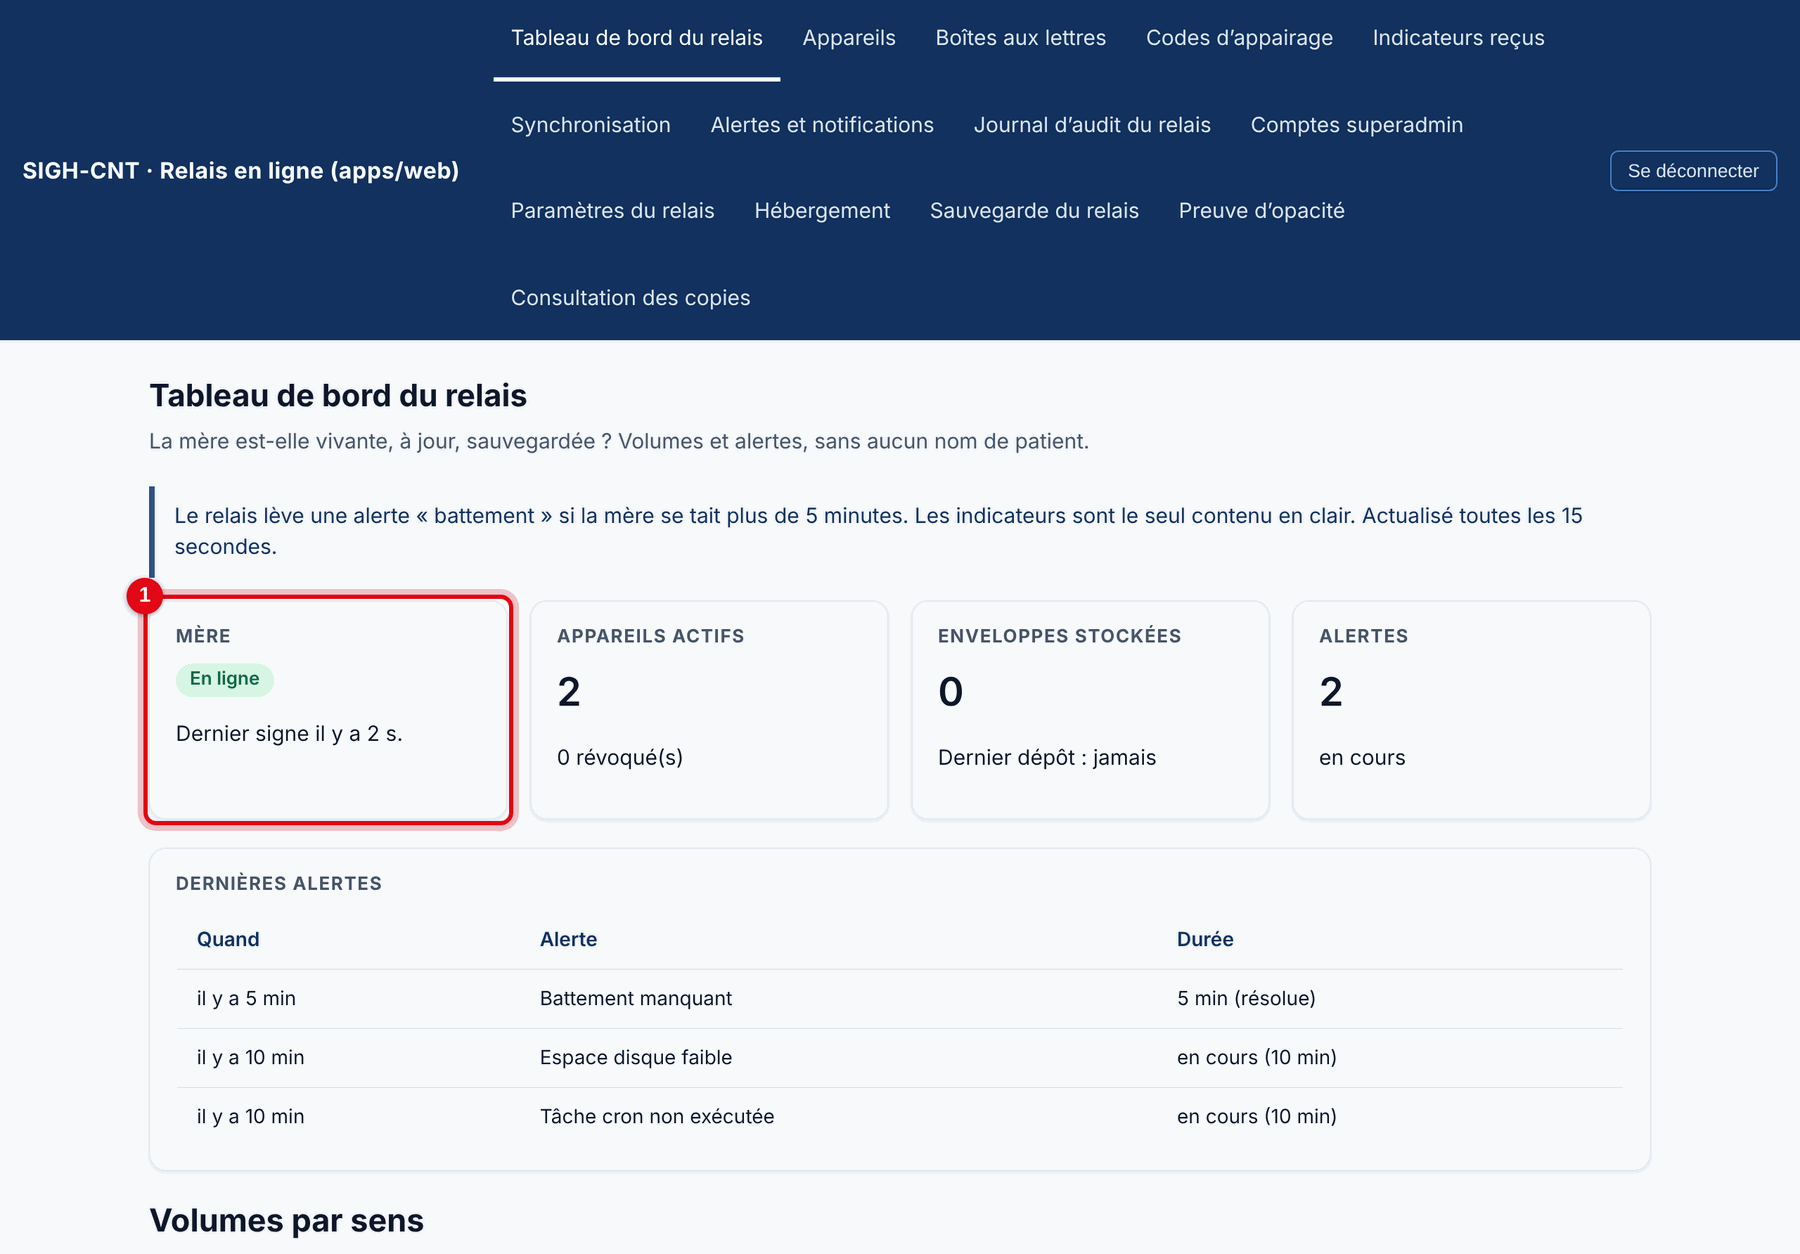 SIGH-CNT · Relais en ligne (apps/web)
Tableau de bord du relais
Appareils
Boîtes aux lettres
Codes d’appairage
Indicateurs reçus
Synchronisation
Alertes et notifications
Journal d’audit du relais
Comptes superadmin
Paramètres du relais
Hébergement
Sauvegarde du relais
Preuve d’opacité
Consultation des copies
Se déconnecter
Tableau de bord du relais
La mère est-elle vivante, à jour, sauvegardée ? Volumes et alertes, sans aucun nom de patient.
Le relais lève une alerte « battement » si la mère se tait plus de 5 minutes. Les indicateurs sont le seul contenu en clair. Actualisé toutes les 15
secondes.
1
MÈRE
En ligne
Dernier signe il y a 2 s.
APPAREILS ACTIFS
2
0 révoqué(s)
ENVELOPPES STOCKÉES
0
Dernier dépôt : jamais
ALERTES
2
en cours
DERNIÈRES ALERTES
Quand Alerte Durée
il y a 5 min Battement manquant 5 min (résolue)
il y a 10 min Espace disque faible en cours (10 min)
il y a 10 min Tâche cron non exécutée en cours (10 min)
Volumes par sens